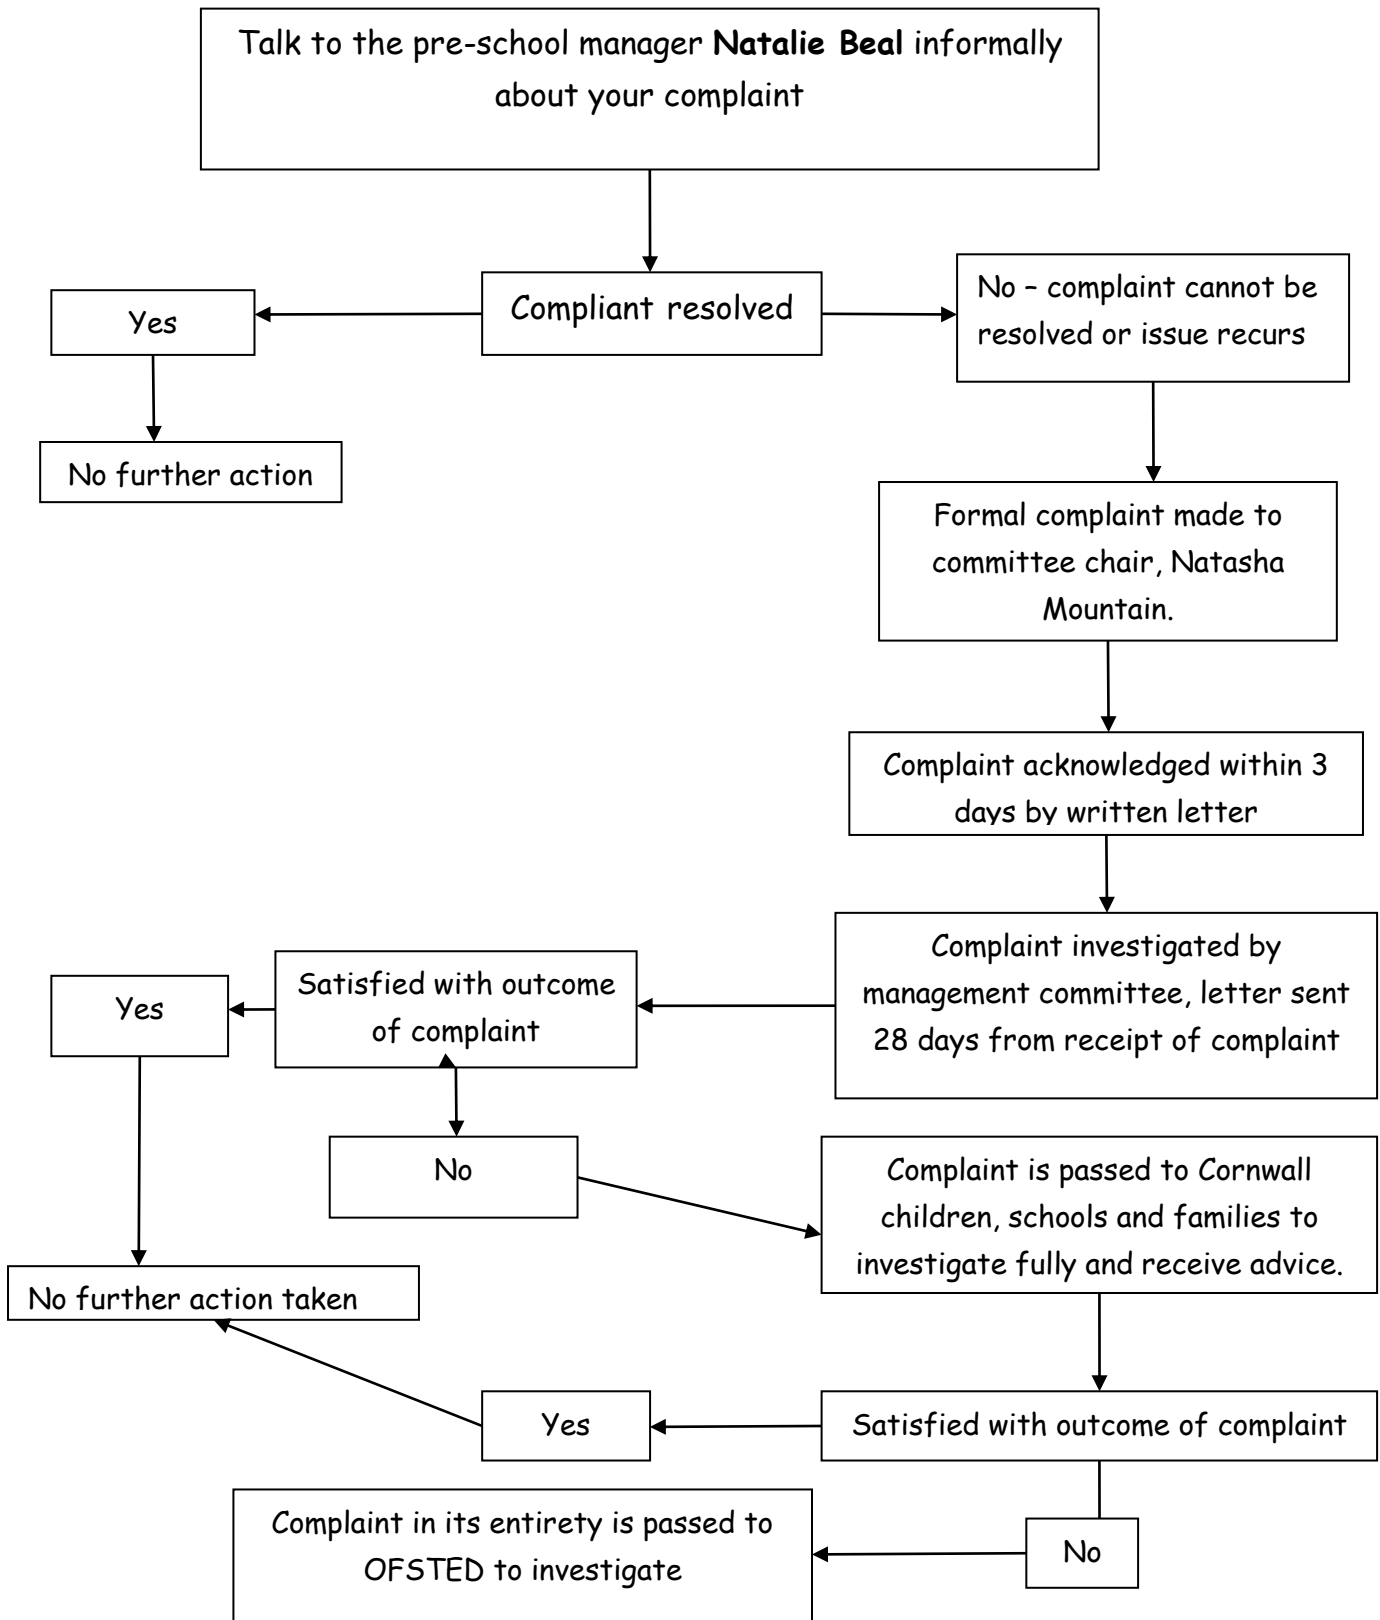 Talk to the pre-school manager Natalie Beal informally
about your complaint
Compliant resolved
Yes
No – complaint cannot be
resolved or issue recurs
No further action
Formal complaint made to
committee chair, Natasha
Mountain.
Complaint acknowledged within 3
days by written letter
Complaint investigated by
management committee, letter sent
28 days from receipt of complaint
Satisfied with outcome
of complaint
Yes
No
Complaint is passed to Cornwall
children, schools and families to
investigate fully and receive advice.
No further action taken
Satisfied with outcome of complaint
Yes
No
Complaint in its entirety is passed to
OFSTED to investigate